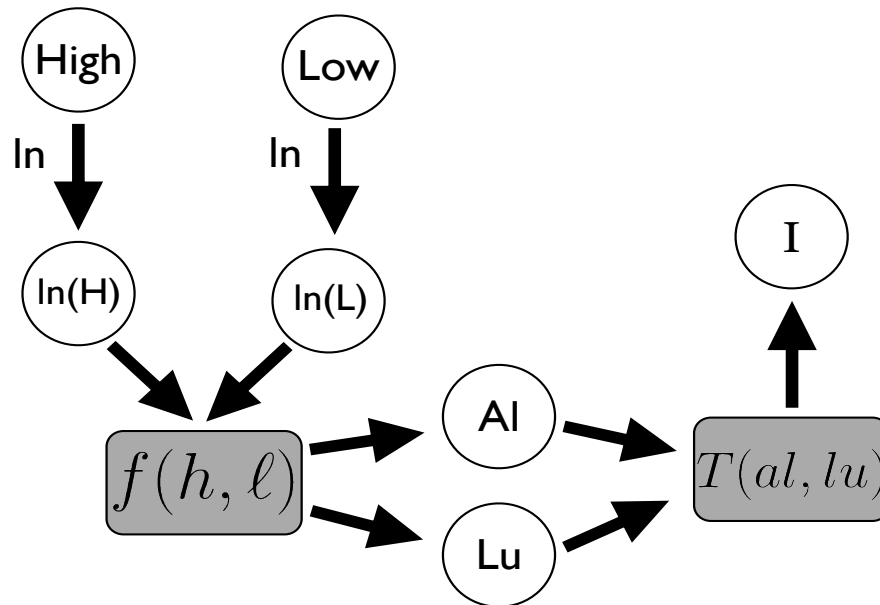 High
Low
ln
ln
ln(H)
ln(L)
I
Al
f(h, ℓ)
T(al, lu)
Lu